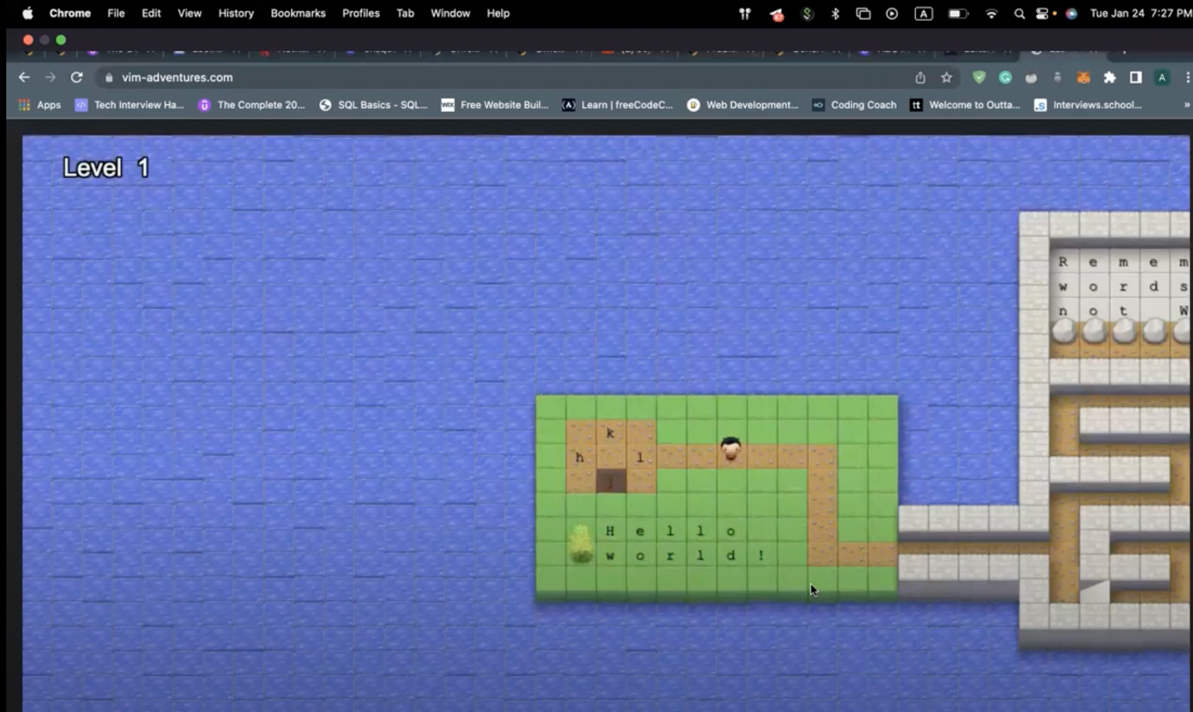 Chrome File Edit View History Bookmarks Profiles Tab Window Help A Tue Jan 24 7:27 PM
vim-adventures.com A
Apps Tech Interview Ha... The Complete 20... SQL Basics - SQL... WIX Free Website Buil... (A) Learn | freeCodeC... Web Development... Coding Coach tt Welcome to Outta... Interviews.school... »
Level 1
R e m e m
w o r d s
n o t W
k
h l
j
H e l l o
w o r l d !